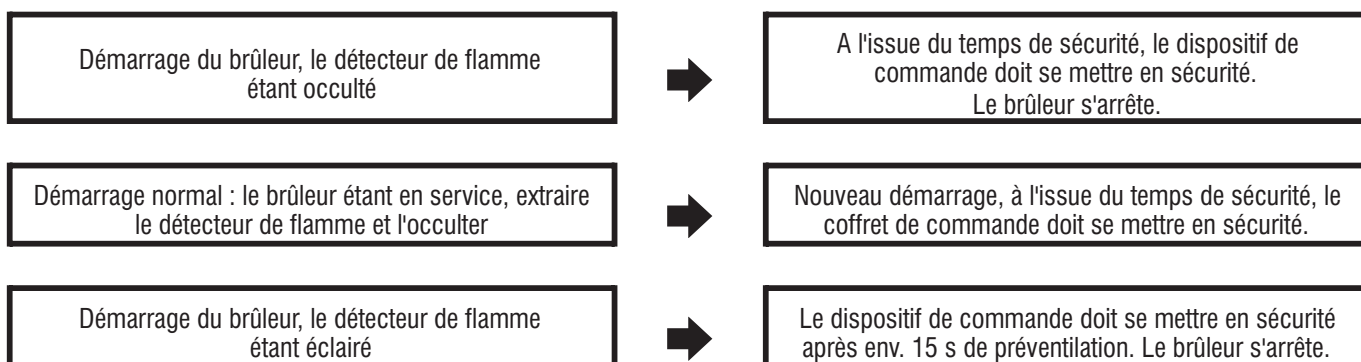 Démarrage du brûleur, le détecteur de flamme
étant occulté
A l'issue du temps de sécurité, le dispositif de
commande doit se mettre en sécurité.
Le brûleur s'arrête.
Démarrage normal : le brûleur étant en service, extraire
le détecteur de flamme et l'occulter
Nouveau démarrage, à l'issue du temps de sécurité, le
coffret de commande doit se mettre en sécurité.
Démarrage du brûleur, le détecteur de flamme
étant éclairé
Le dispositif de commande doit se mettre en sécurité
après env. 15 s de préventilation. Le brûleur s'arrête.